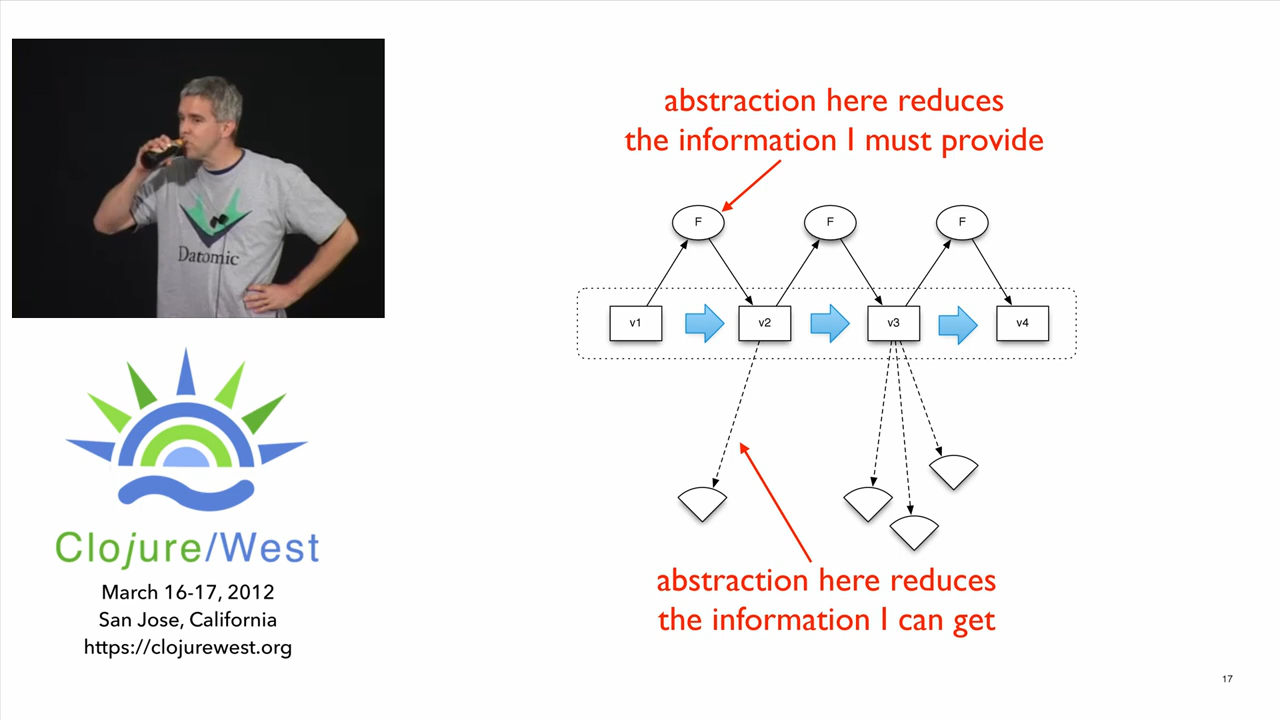 Datomic
Clojure/West
March 16-17, 2012
San Jose, California
https://clojurewest.org
abstraction here reduces
the information I must provide
F
F
F
v1
v2
v3
v4
abstraction here reduces
the information I can get
17